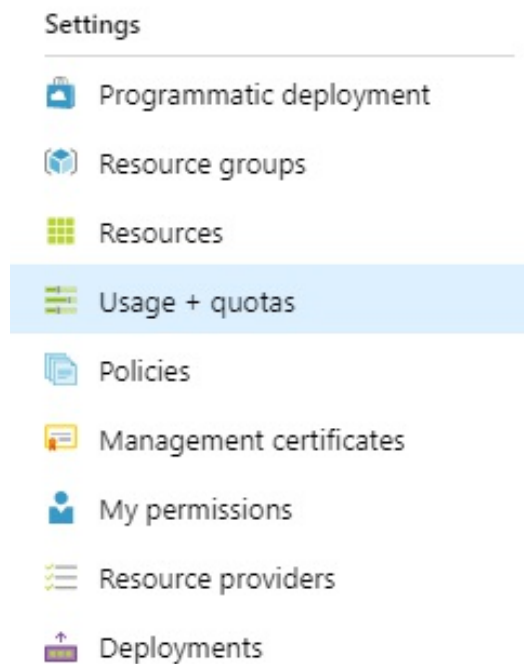 Settings
Programmatic deployment
Resource groups
Resources
Usage + quotas
Policies
Management certificates
My permissions
Resource providers
Deployments